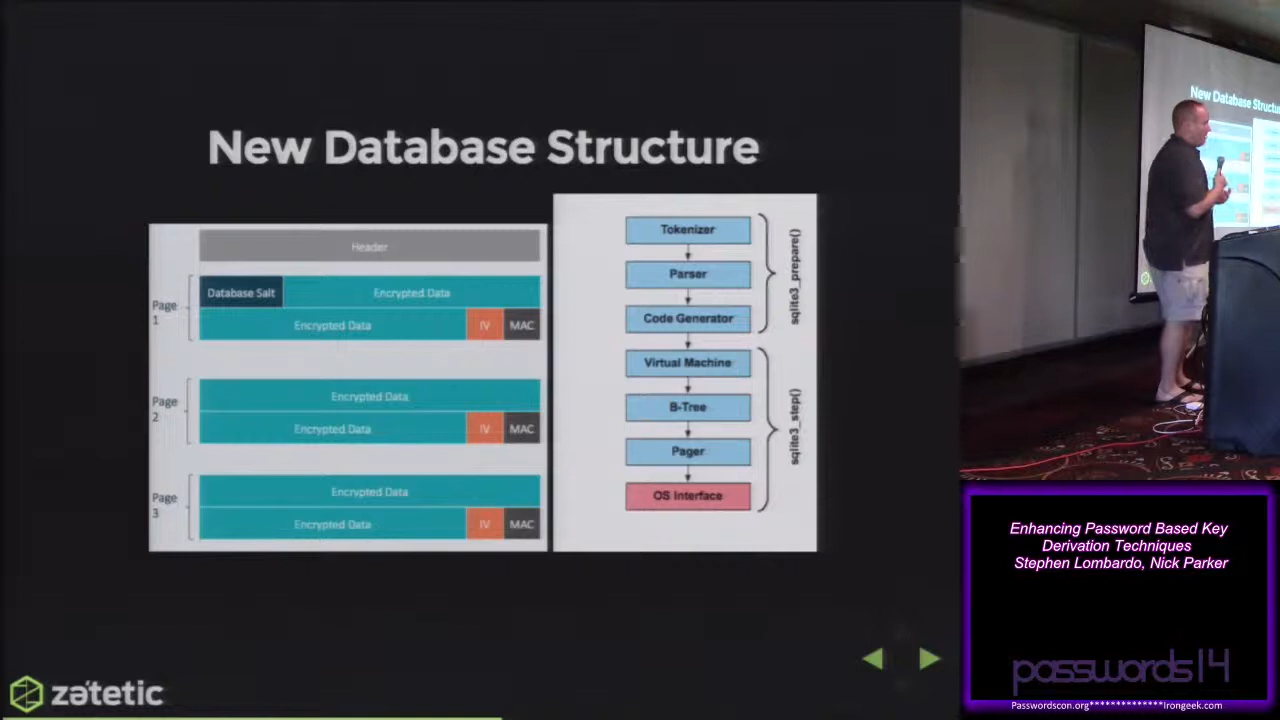 New Database Structure
Header
Page 1
Database Salt
Encrypted Data
Encrypted Data
IV
MAC
Page 2
Encrypted Data
Encrypted Data
IV
MAC
Page 3
Encrypted Data
Encrypted Data
IV
MAC
Tokenizer
Parser
Code Generator
sqlite3_prepare()
Virtual Machine
B-Tree
Pager
OS Interface
sqlite3_step()
zetetic
New Database Structu
Enhancing Password Based Key
Derivation Techniques
Stephen Lombardo, Nick Parker
passwords14
Passwordscon.org**************Irongeek.com